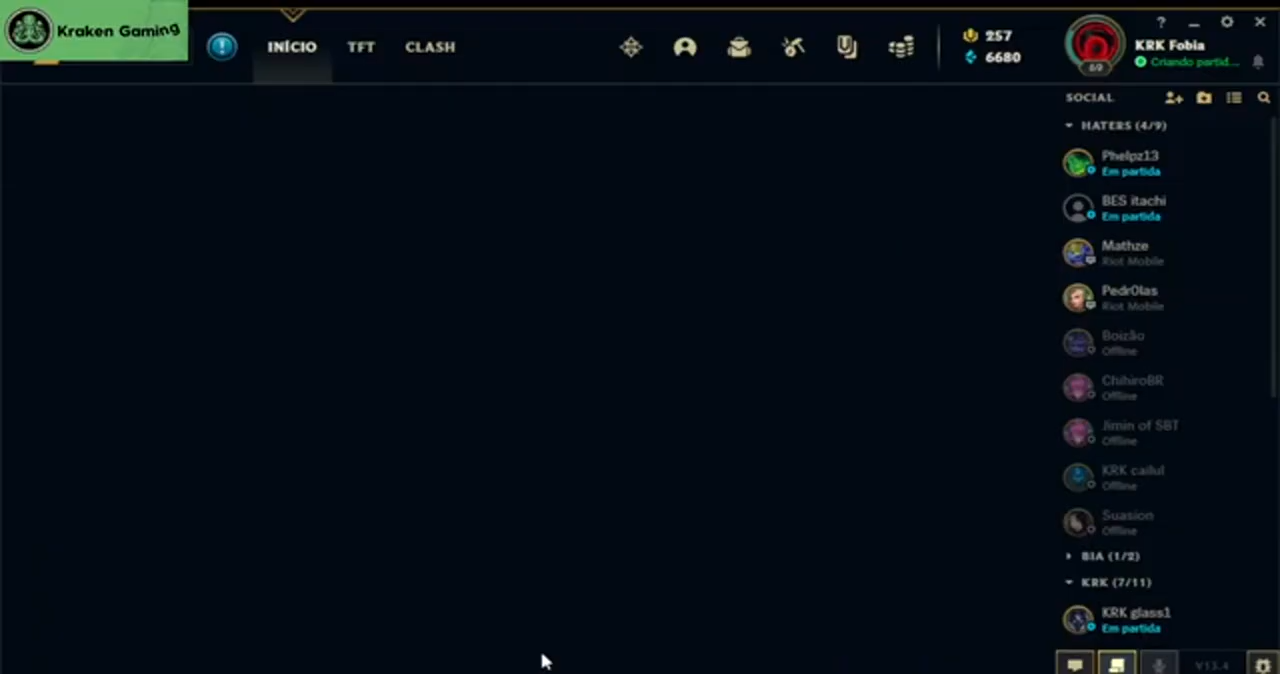 Kraken Gaming
INÍCIO
TFT
CLASH
257
6680
69
?
KRK Fobia
Criando partid...
SOCIAL
HATERS (4/9)
Phelpz13
Em partida
BES itachi
Em partida
Mathze
Riot Mobile
Pedr0las
Riot Mobile
Boizão
Offline
ChihiroBR
Offline
Jimin of SBT
Offline
KRK cailul
Offline
Suasion
Offline
BIA (1/2)
KRK (7/11)
KRK glass1
Em partida
V13.4